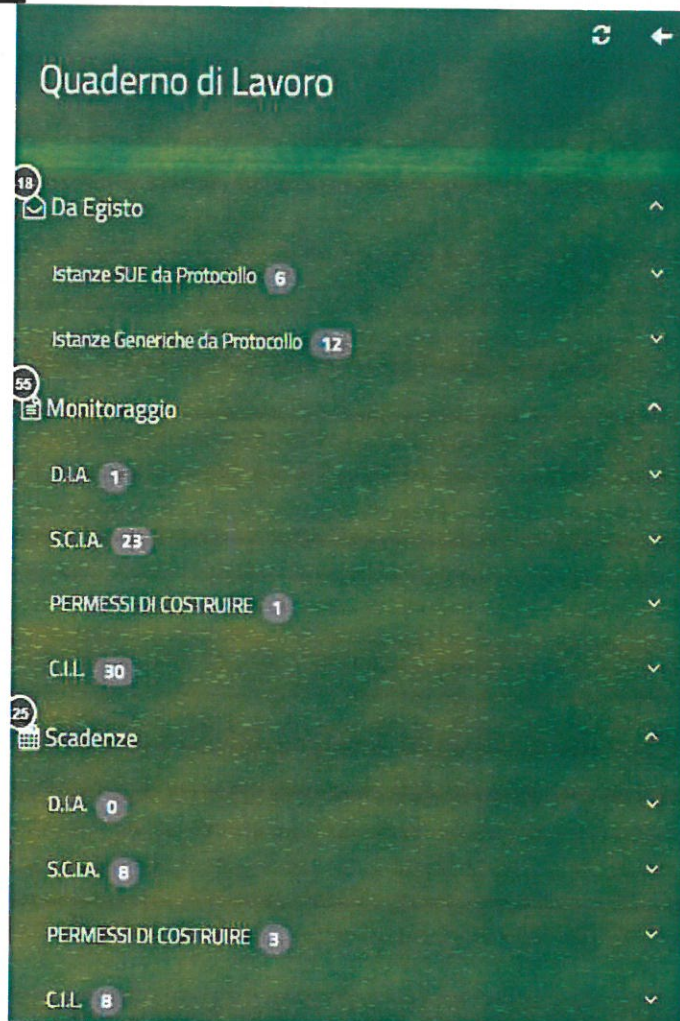 Quaderno di Lavoro
18
Da Egisto
Istanze SUE da Protocollo 6
Istanze Generiche da Protocollo 12
55
Monitoraggio
D.I.A. 1
S.C.I.A. 23
PERMESSI DI COSTRUIRE 1
C.I.L. 30
25
Scadenze
D.I.A. 0
S.C.I.A. 8
PERMESSI DI COSTRUIRE 3
C.I.L. 8